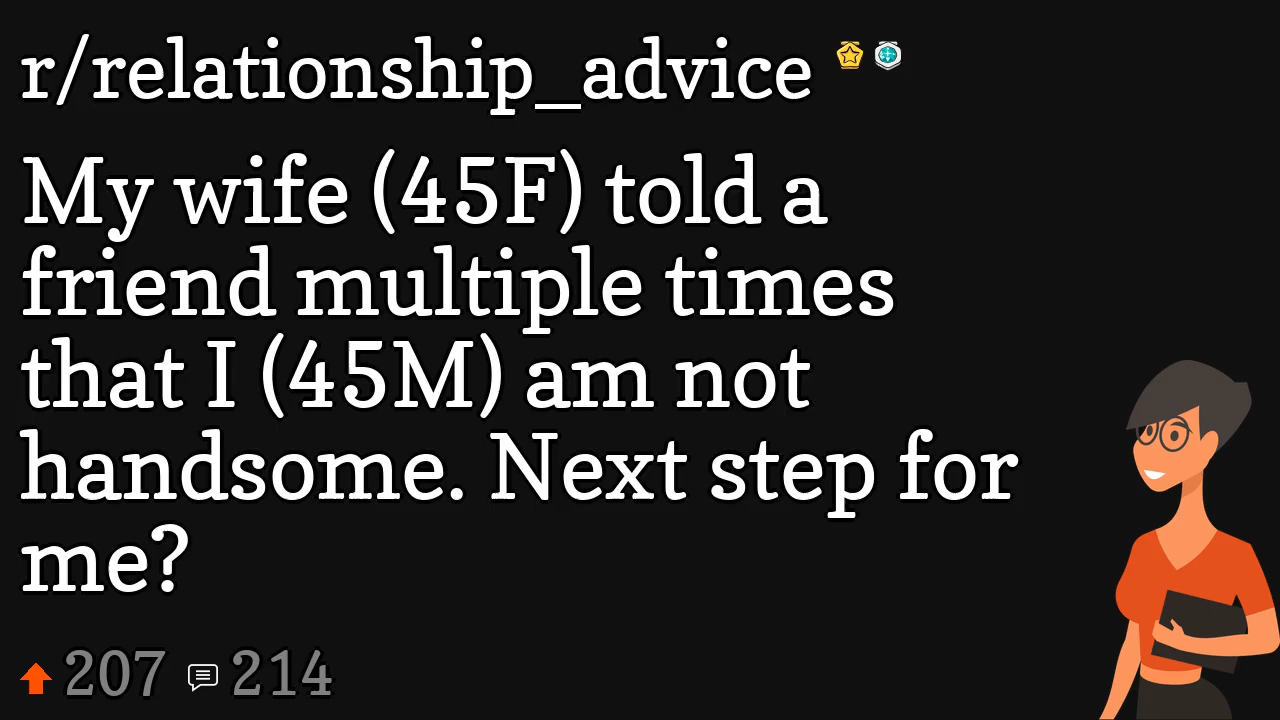 r/relationship_advice
My wife (45F) told a
friend multiple times
that I (45M) am not
handsome. Next step for
me?
207 214